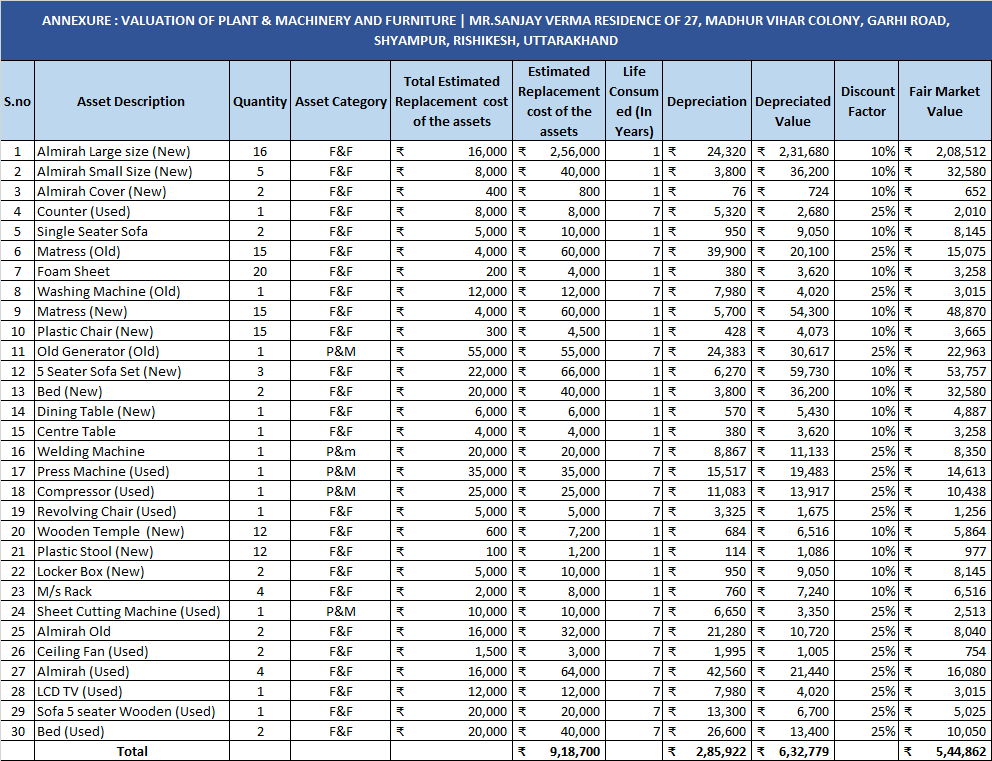 ANNEXURE : VALUATION OF PLANT & MACHINERY AND FURNITURE | MR.SANJAY VERMA RESIDENCE OF 27, MADHUR VIHAR COLONY, GARHI ROAD,
SHYAMPUR, RISHIKESH, UTTARAKHAND
S.no Asset Description Quantity Asset Category Total Estimated Replacement cost of the assets Estimated Replacement cost of the assets Life Consumed (In Years) Depreciation Depreciated Value Discount Factor Fair Market Value
1 Almirah Large size (New) 16 F&F ₹ 16,000 ₹ 2,56,000 1 ₹ 24,320 ₹ 2,31,680 10% ₹ 2,08,512
2 Almirah Small Size (New) 5 F&F ₹ 8,000 ₹ 40,000 1 ₹ 3,800 ₹ 36,200 10% ₹ 32,580
3 Almirah Cover (New) 2 F&F ₹ 400 ₹ 800 1 ₹ 76 ₹ 724 10% ₹ 652
4 Counter (Used) 1 F&F ₹ 8,000 ₹ 8,000 7 ₹ 5,320 ₹ 2,680 25% ₹ 2,010
5 Single Seater Sofa 2 F&F ₹ 5,000 ₹ 10,000 1 ₹ 950 ₹ 9,050 10% ₹ 8,145
6 Matress (Old) 15 F&F ₹ 4,000 ₹ 60,000 7 ₹ 39,900 ₹ 20,100 25% ₹ 15,075
7 Foam Sheet 20 F&F ₹ 200 ₹ 4,000 1 ₹ 380 ₹ 3,620 10% ₹ 3,258
8 Washing Machine (Old) 1 F&F ₹ 12,000 ₹ 12,000 7 ₹ 7,980 ₹ 4,020 25% ₹ 3,015
9 Matress (New) 15 F&F ₹ 4,000 ₹ 60,000 1 ₹ 5,700 ₹ 54,300 10% ₹ 48,870
10 Plastic Chair (New) 15 F&F ₹ 300 ₹ 4,500 1 ₹ 428 ₹ 4,073 10% ₹ 3,665
11 Old Generator (Old) 1 P&M ₹ 55,000 ₹ 55,000 7 ₹ 24,383 ₹ 30,617 25% ₹ 22,963
12 5 Seater Sofa Set (New) 3 F&F ₹ 22,000 ₹ 66,000 1 ₹ 6,270 ₹ 59,730 10% ₹ 53,757
13 Bed (New) 2 F&F ₹ 20,000 ₹ 40,000 1 ₹ 3,800 ₹ 36,200 10% ₹ 32,580
14 Dining Table (New) 1 F&F ₹ 6,000 ₹ 6,000 1 ₹ 570 ₹ 5,430 10% ₹ 4,887
15 Centre Table 1 F&F ₹ 4,000 ₹ 4,000 1 ₹ 380 ₹ 3,620 10% ₹ 3,258
16 Welding Machine 1 P&m ₹ 20,000 ₹ 20,000 7 ₹ 8,867 ₹ 11,133 25% ₹ 8,350
17 Press Machine (Used) 1 P&M ₹ 35,000 ₹ 35,000 7 ₹ 15,517 ₹ 19,483 25% ₹ 14,613
18 Compressor (Used) 1 P&M ₹ 25,000 ₹ 25,000 7 ₹ 11,083 ₹ 13,917 25% ₹ 10,438
19 Revolving Chair (Used) 1 F&F ₹ 5,000 ₹ 5,000 7 ₹ 3,325 ₹ 1,675 25% ₹ 1,256
20 Wooden Temple (New) 12 F&F ₹ 600 ₹ 7,200 1 ₹ 684 ₹ 6,516 10% ₹ 5,864
21 Plastic Stool (New) 12 F&F ₹ 100 ₹ 1,200 1 ₹ 114 ₹ 1,086 10% ₹ 977
22 Locker Box (New) 2 F&F ₹ 5,000 ₹ 10,000 1 ₹ 950 ₹ 9,050 10% ₹ 8,145
23 M/s Rack 4 F&F ₹ 2,000 ₹ 8,000 1 ₹ 760 ₹ 7,240 10% ₹ 6,516
24 Sheet Cutting Machine (Used) 1 P&M ₹ 10,000 ₹ 10,000 7 ₹ 6,650 ₹ 3,350 25% ₹ 2,513
25 Almirah Old 2 F&F ₹ 16,000 ₹ 32,000 7 ₹ 21,280 ₹ 10,720 25% ₹ 8,040
26 Ceiling Fan (Used) 2 F&F ₹ 1,500 ₹ 3,000 7 ₹ 1,995 ₹ 1,005 25% ₹ 754
27 Almirah (Used) 4 F&F ₹ 16,000 ₹ 64,000 7 ₹ 42,560 ₹ 21,440 25% ₹ 16,080
28 LCD TV (Used) 1 F&F ₹ 12,000 ₹ 12,000 7 ₹ 7,980 ₹ 4,020 25% ₹ 3,015
29 Sofa 5 seater Wooden (Used) 1 F&F ₹ 20,000 ₹ 20,000 7 ₹ 13,300 ₹ 6,700 25% ₹ 5,025
30 Bed (Used) 2 F&F ₹ 20,000 ₹ 40,000 7 ₹ 26,600 ₹ 13,400 25% ₹ 10,050
Total ₹ 9,18,700 ₹ 2,85,922 ₹ 6,32,779 ₹ 5,44,862